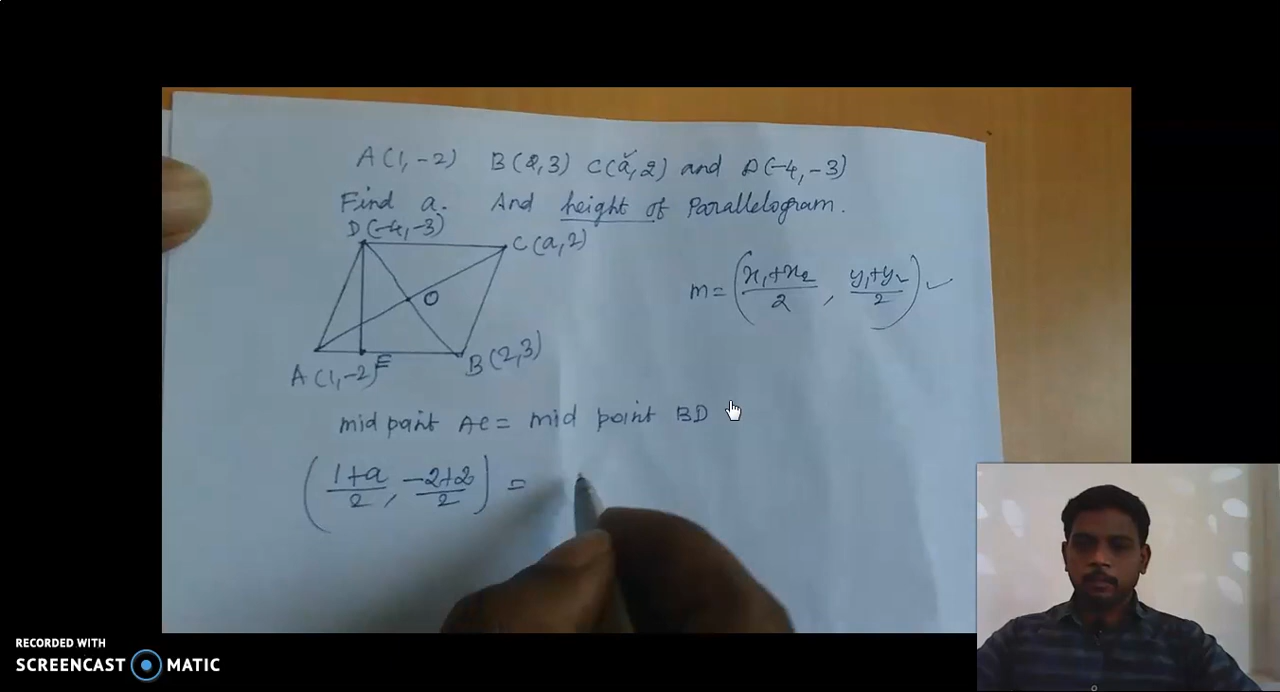 A(1,-2) B(2,3) C(a,2) and D(-4,-3)
Find a. And height of Parallelogram.
D(-4,-3)
C(a,2)
m=(x₁+x₂/2, y₁+y₂/2)
O
A(1,-2)
F
B(2,3)
mid point AC= mid point BD
(1+a/2, -2+2/2) =
RECORDED WITH
SCREENCAST MATIC